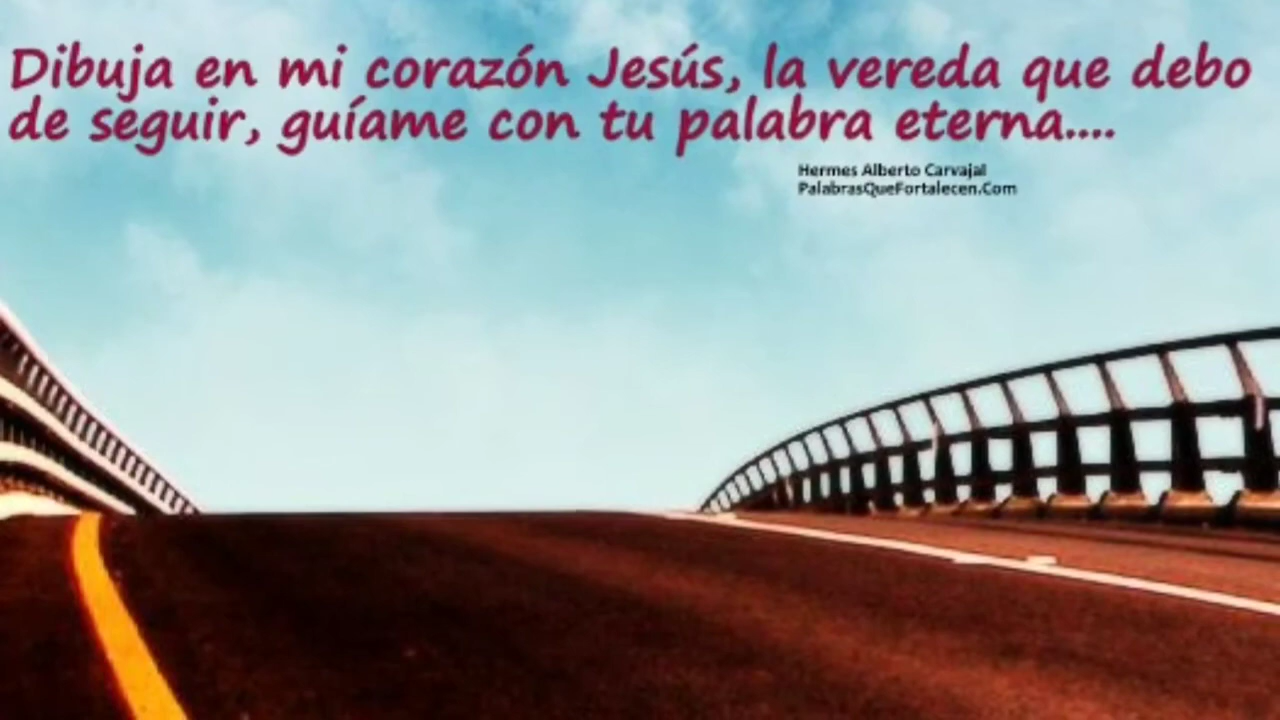 Dibuja en mi corazón Jesús, la vereda que debo
de seguir, guíame con tu palabra eterna....
Hermes Alberto Carvajal
PalabrasQueFortalecen.Com